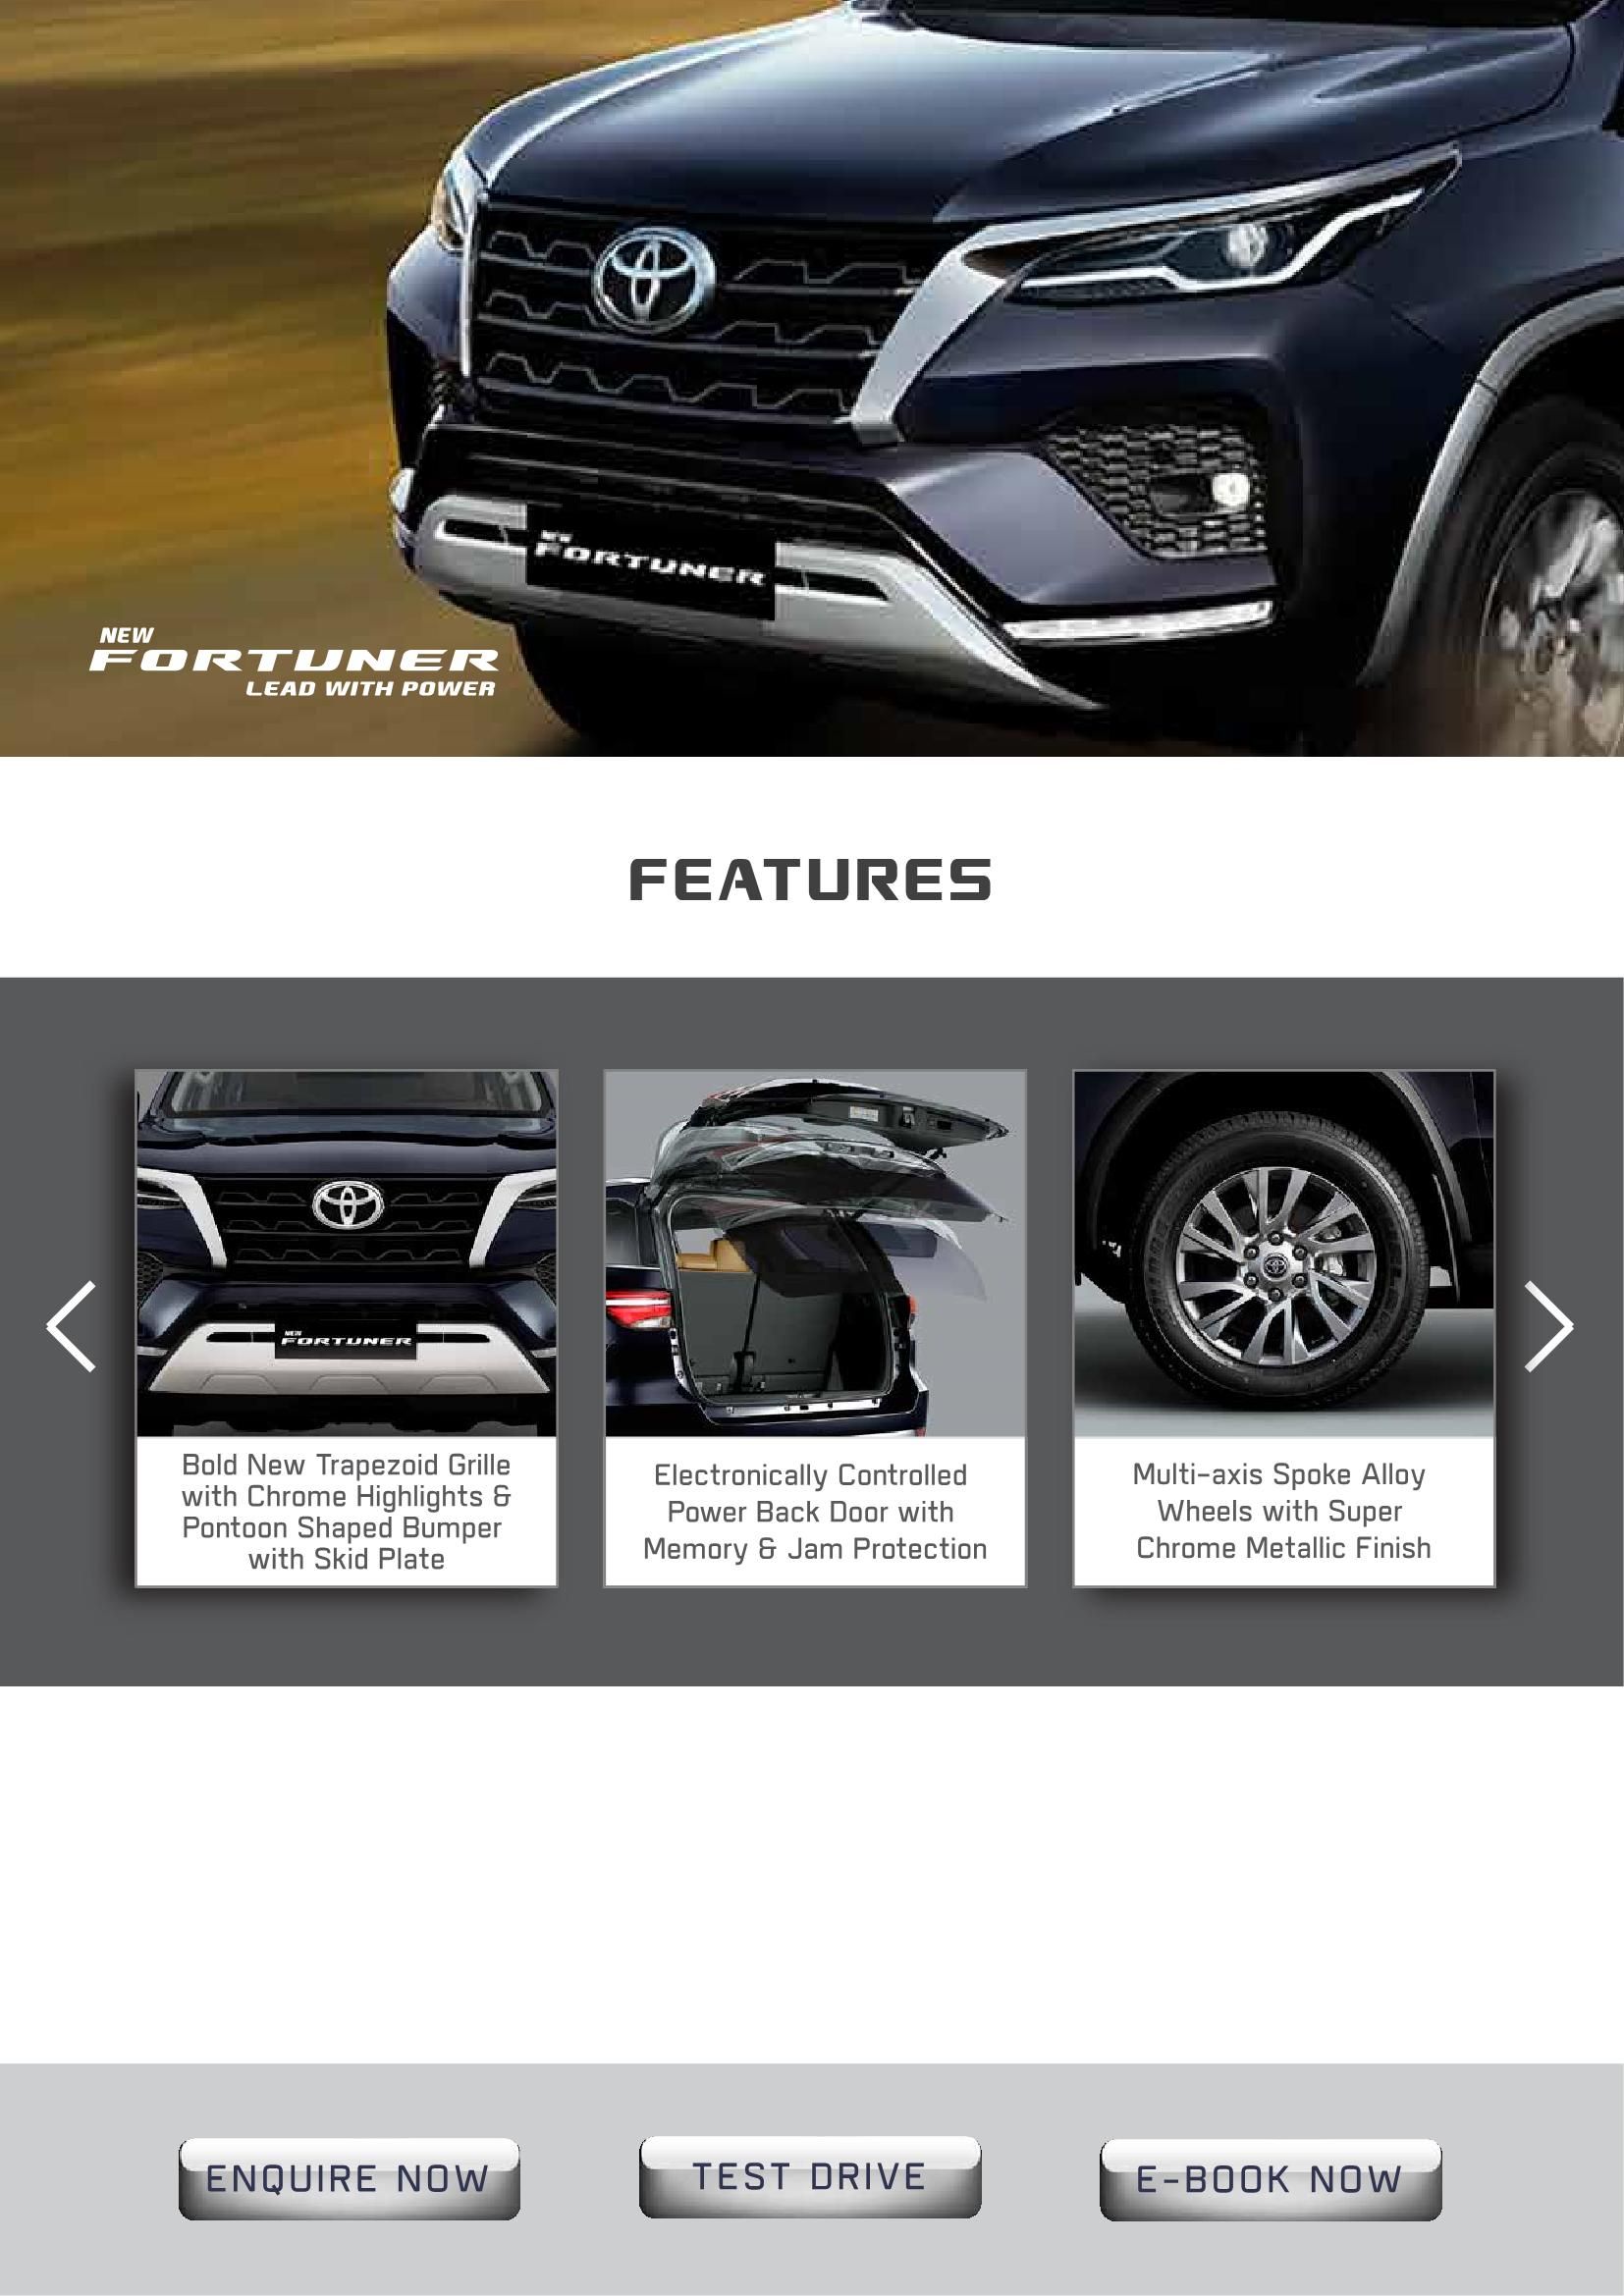 NEW
FORTUNER
NEW
FORTUNER
LEAD WITH POWER
FEATURES
NEW
FORTUNER
Bold New Trapezoid Grille
with Chrome Highlights &
Pontoon Shaped Bumper
with Skid Plate
Electronically Controlled
Power Back Door with
Memory & Jam Protection
Multi-axis Spoke Alloy
Wheels with Super
Chrome Metallic Finish
ENQUIRE NOW
TEST DRIVE
E-BOOK NOW